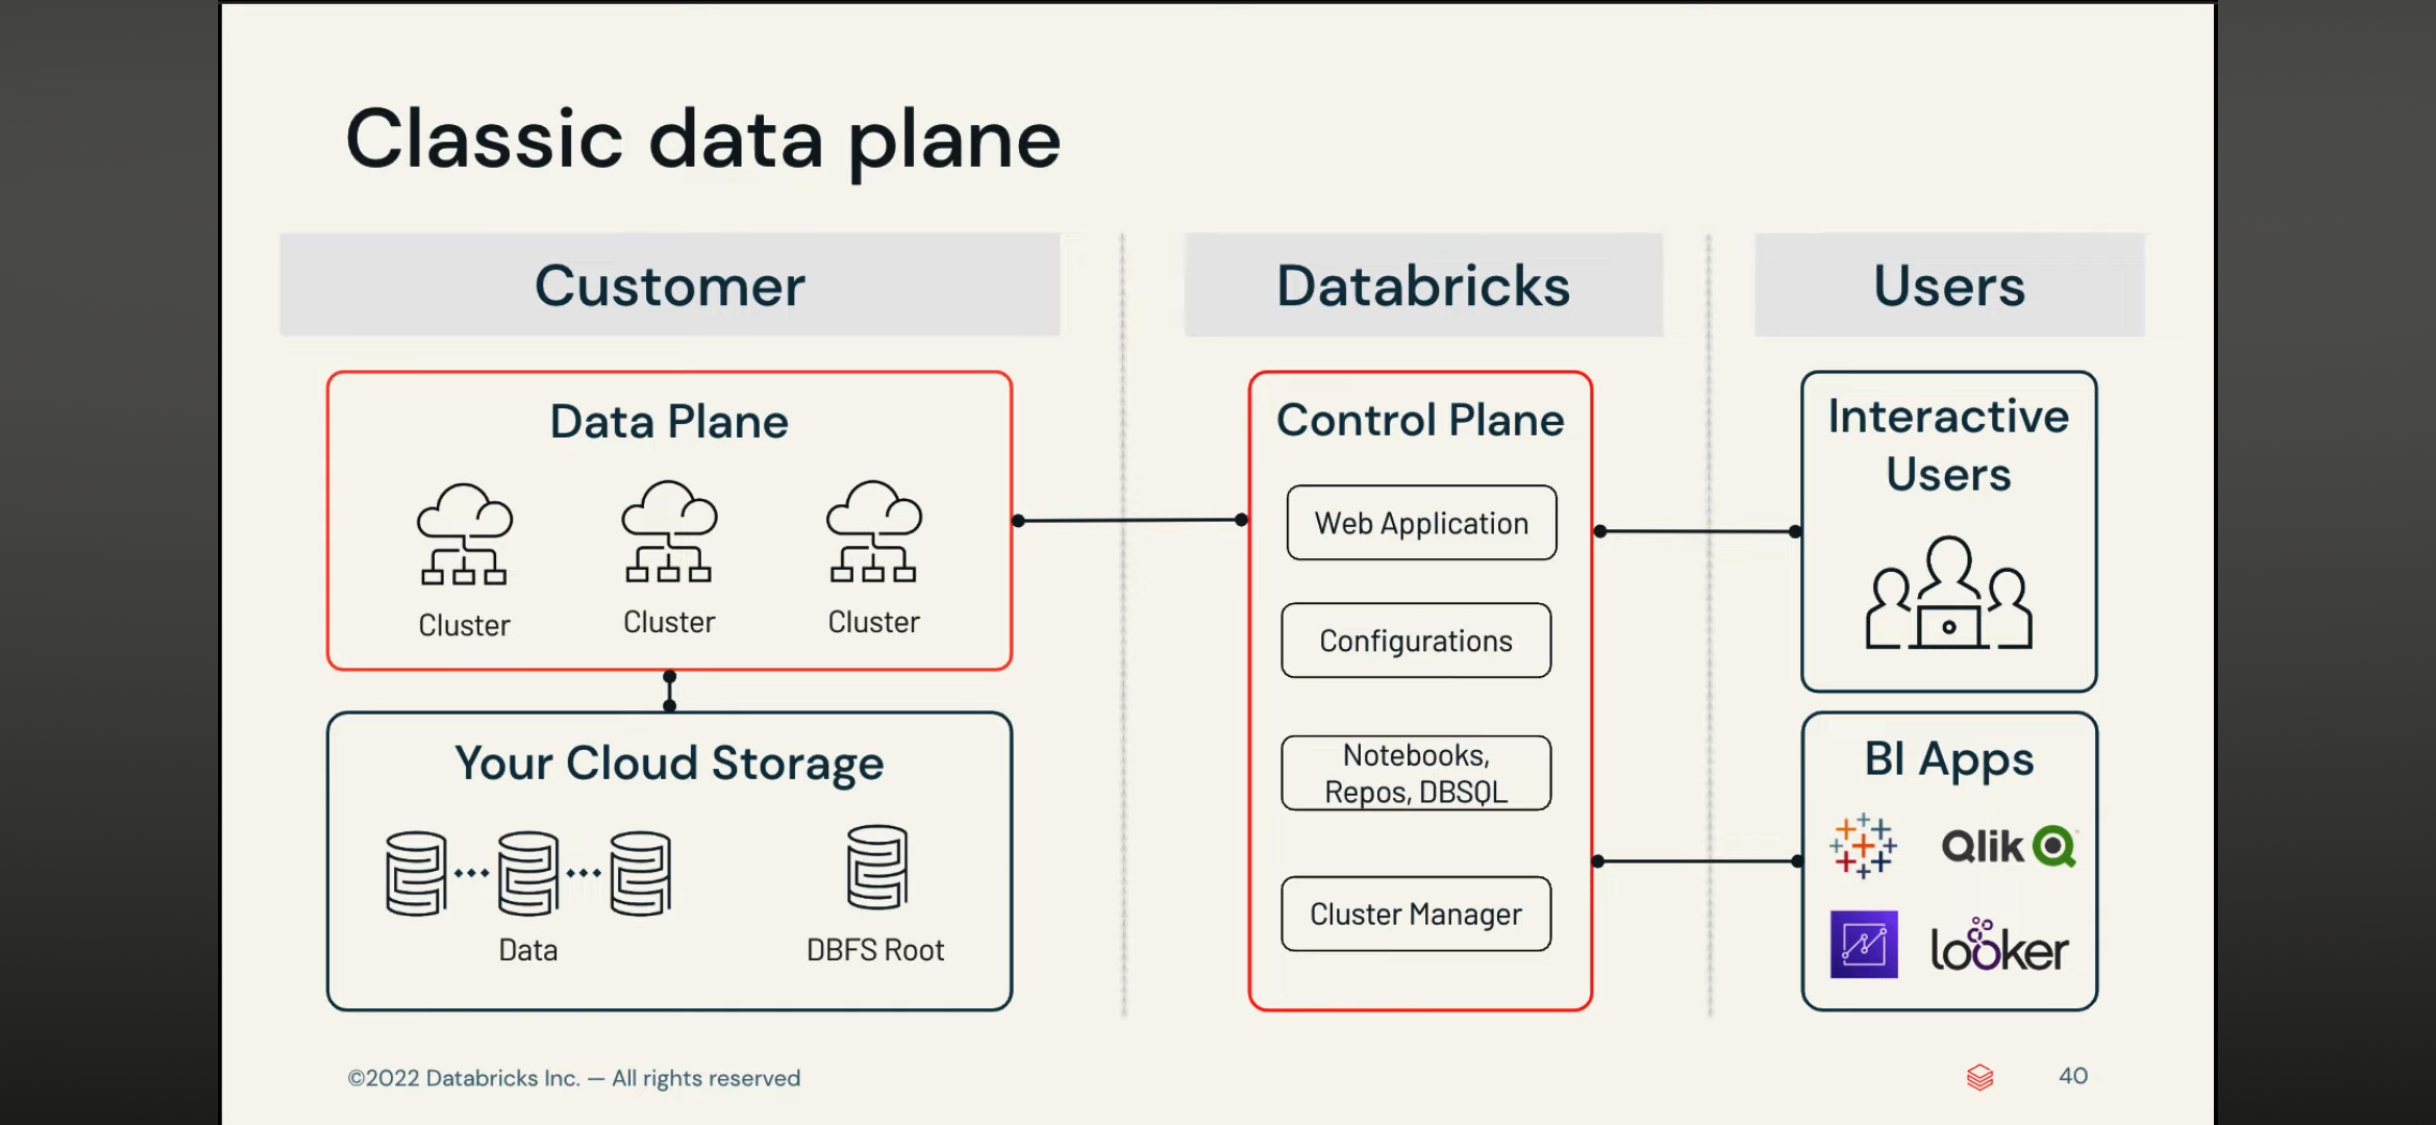 Classic data plane
Customer
Databricks
Users
Data Plane
Cluster
Cluster
Cluster
Your Cloud Storage
Data
DBFS Root
Control Plane
Web Application
Configurations
Notebooks,
Repos, DBSQL
Cluster Manager
Interactive
Users
BI Apps
Qlik
looker
©2022 Databricks Inc. — All rights reserved
40